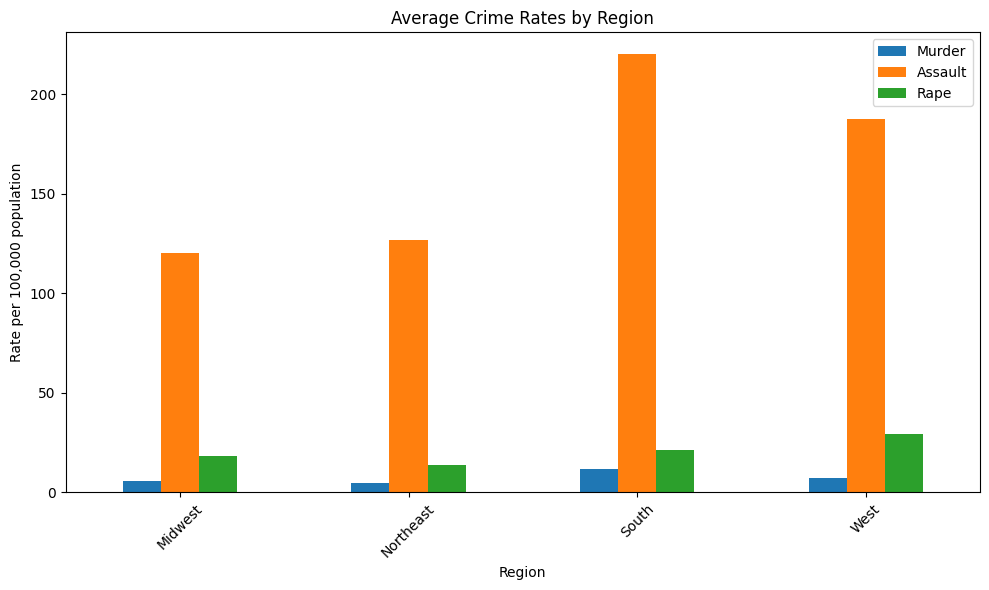 Average Crime Rates by Region
Murder
Assault
Rape
Rate per 100,000 population
200
150
100
50
0
Midwest
Northeast
South
West
Region